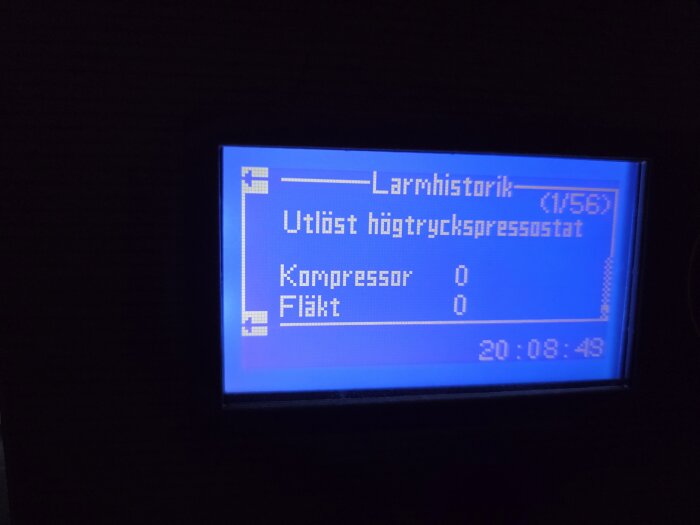 Larmhistorik
(1/56)
Utlöst högtryckspressostat
Kompressor 0
Fläkt 0
20:08:48